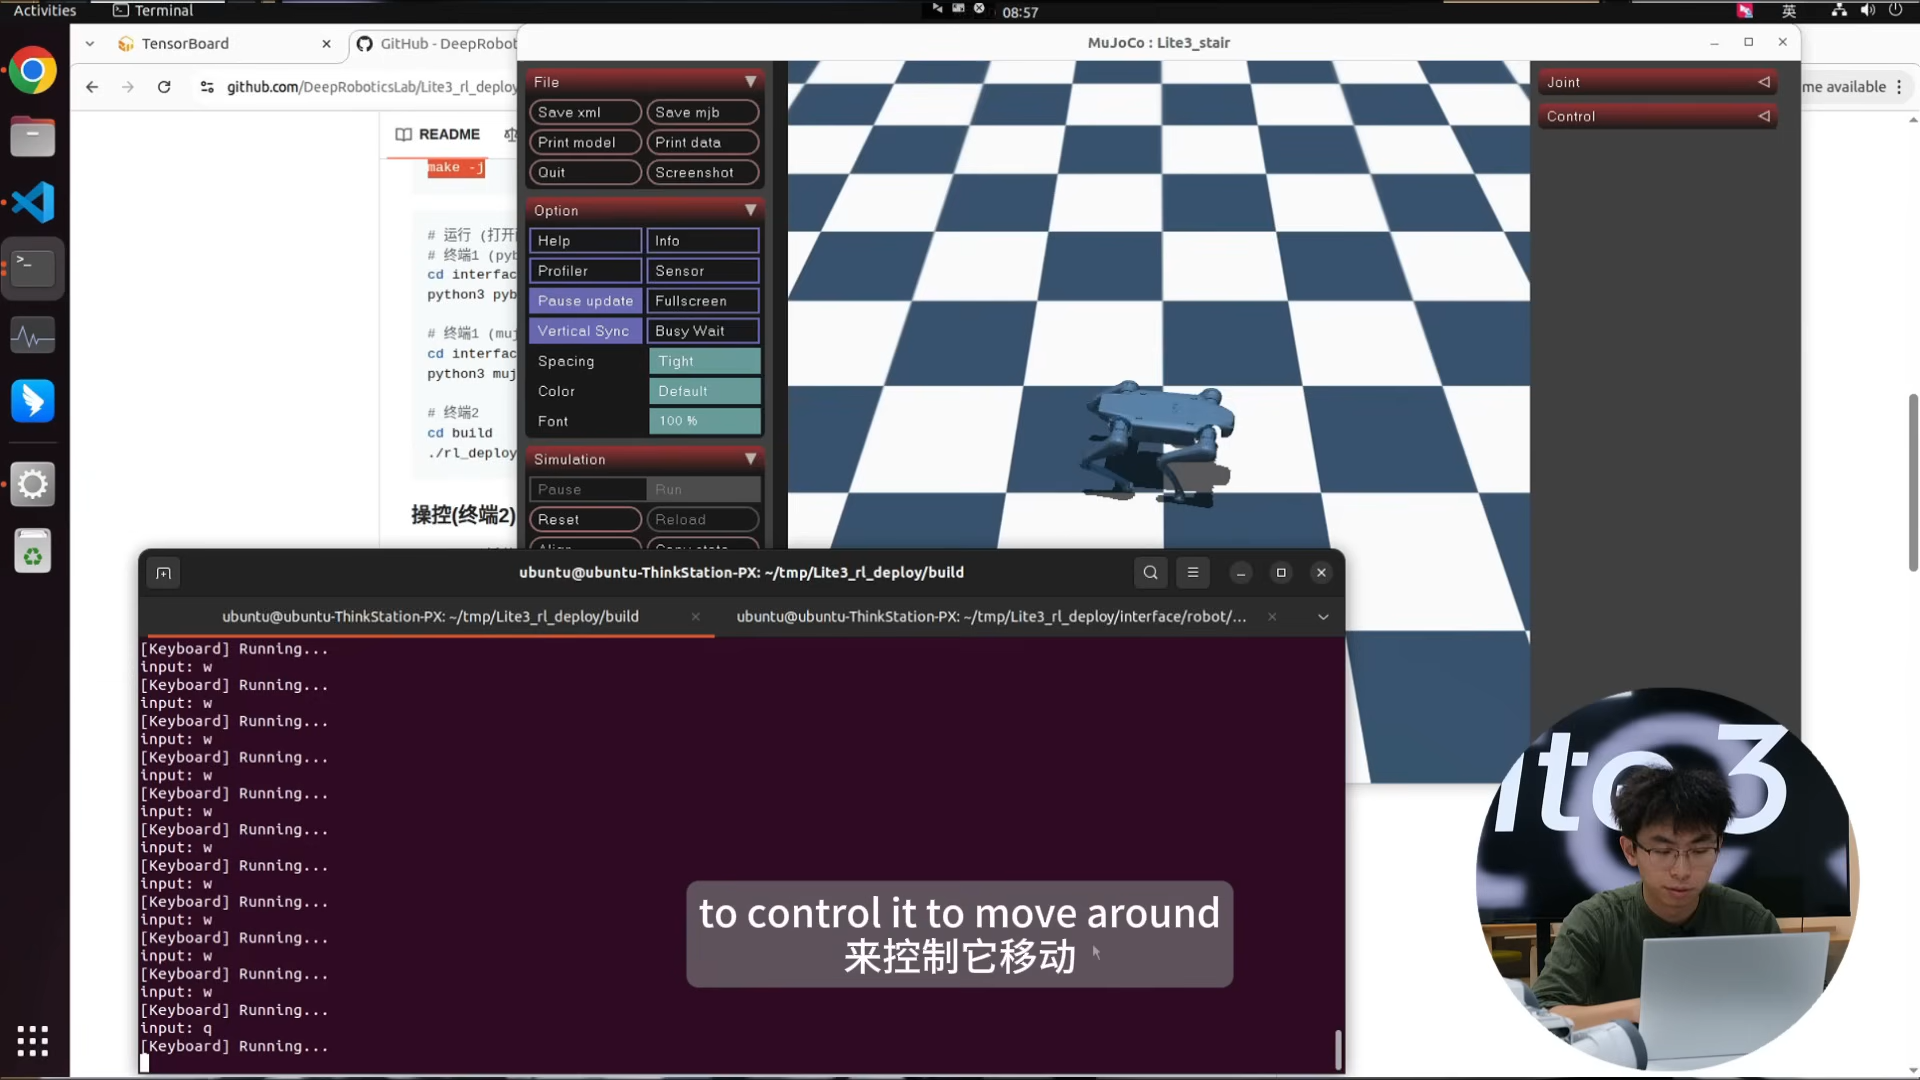 Activities
Terminal
08:57
英
TensorBoard
GitHub - DeepRobot
github.com/DeepRoboticsLab/Lite3_rl_deploy
me available
README
make -j
# 运行 (打开
# 终端1 (pyb
cd interfac
python3 pyb
# 终端1 (muj
cd interfac
python3 muj
# 终端2
cd build
./rl_deploy
操控(终端2)
MuJoCo : Lite3_stair
File
Save xml
Save mjb
Print model
Print data
Quit
Screenshot
Option
Help
Info
Profiler
Sensor
Pause update
Fullscreen
Vertical Sync
Busy Wait
Spacing
Tight
Color
Default
Font
100 %
Simulation
Pause
Run
Reset
Reload
Joint
Control
ubuntu@ubuntu-ThinkStation-PX: ~/tmp/Lite3_rl_deploy/build
ubuntu@ubuntu-ThinkStation-PX: ~/tmp/Lite3_rl_deploy/build
ubuntu@ubuntu-ThinkStation-PX: ~/tmp/Lite3_rl_deploy/interface/robot/...
[Keyboard] Running...
input: w
[Keyboard] Running...
input: w
[Keyboard] Running...
input: w
[Keyboard] Running...
input: w
[Keyboard] Running...
input: w
[Keyboard] Running...
input: w
[Keyboard] Running...
input: w
[Keyboard] Running...
input: w
[Keyboard] Running...
input: w
[Keyboard] Running...
input: w
[Keyboard] Running...
input: q
[Keyboard] Running...
to control it to move around
来控制它移动
ite 3